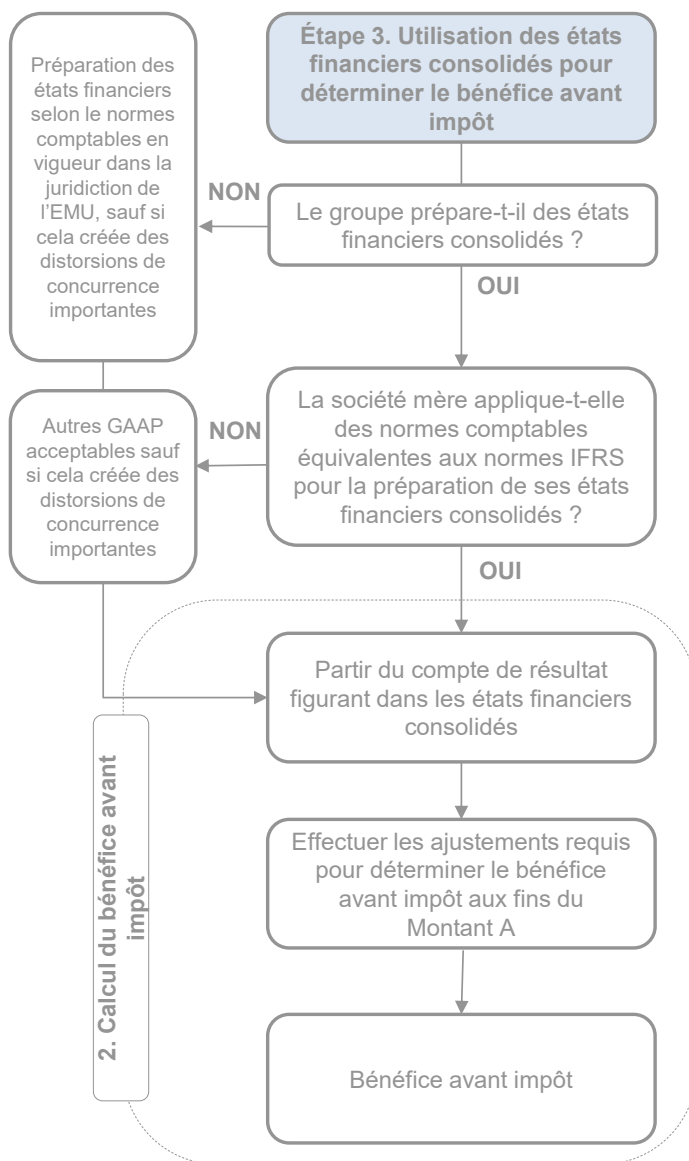 Étape 3. Utilisation des états
financiers consolidés pour
déterminer le bénéfice avant
impôt
Préparation des
états financiers
selon le normes
comptables en
vigueur dans la
juridiction de
l'EMU, sauf si
cela créée des
distorsions de
concurrence
importantes
NON
Le groupe prépare-t-il des états
financiers consolidés ?
OUI
Autres GAAP
acceptables sauf
si cela créée des
distorsions de
concurrence
importantes
NON
La société mère applique-t-elle
des normes comptables
équivalentes aux normes IFRS
pour la préparation de ses états
financiers consolidés ?
OUI
Partir du compte de résultat
figurant dans les états financiers
consolidés
2. Calcul du bénéfice avant
impôt
Effectuer les ajustements requis
pour déterminer le bénéfice
avant impôt aux fins du
Montant A
Bénéfice avant impôt